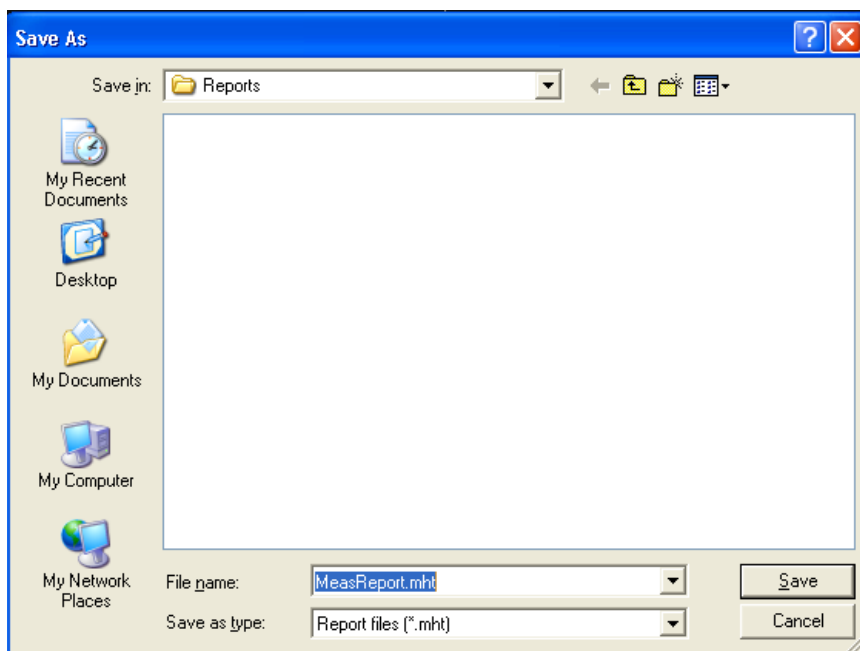 Save As
Save in:
Reports
My Recent
Documents
Desktop
My Documents
My Computer
My Network
Places
File name:
MeasReport.mht
Save
Save as type:
Report files (*.mht)
Cancel